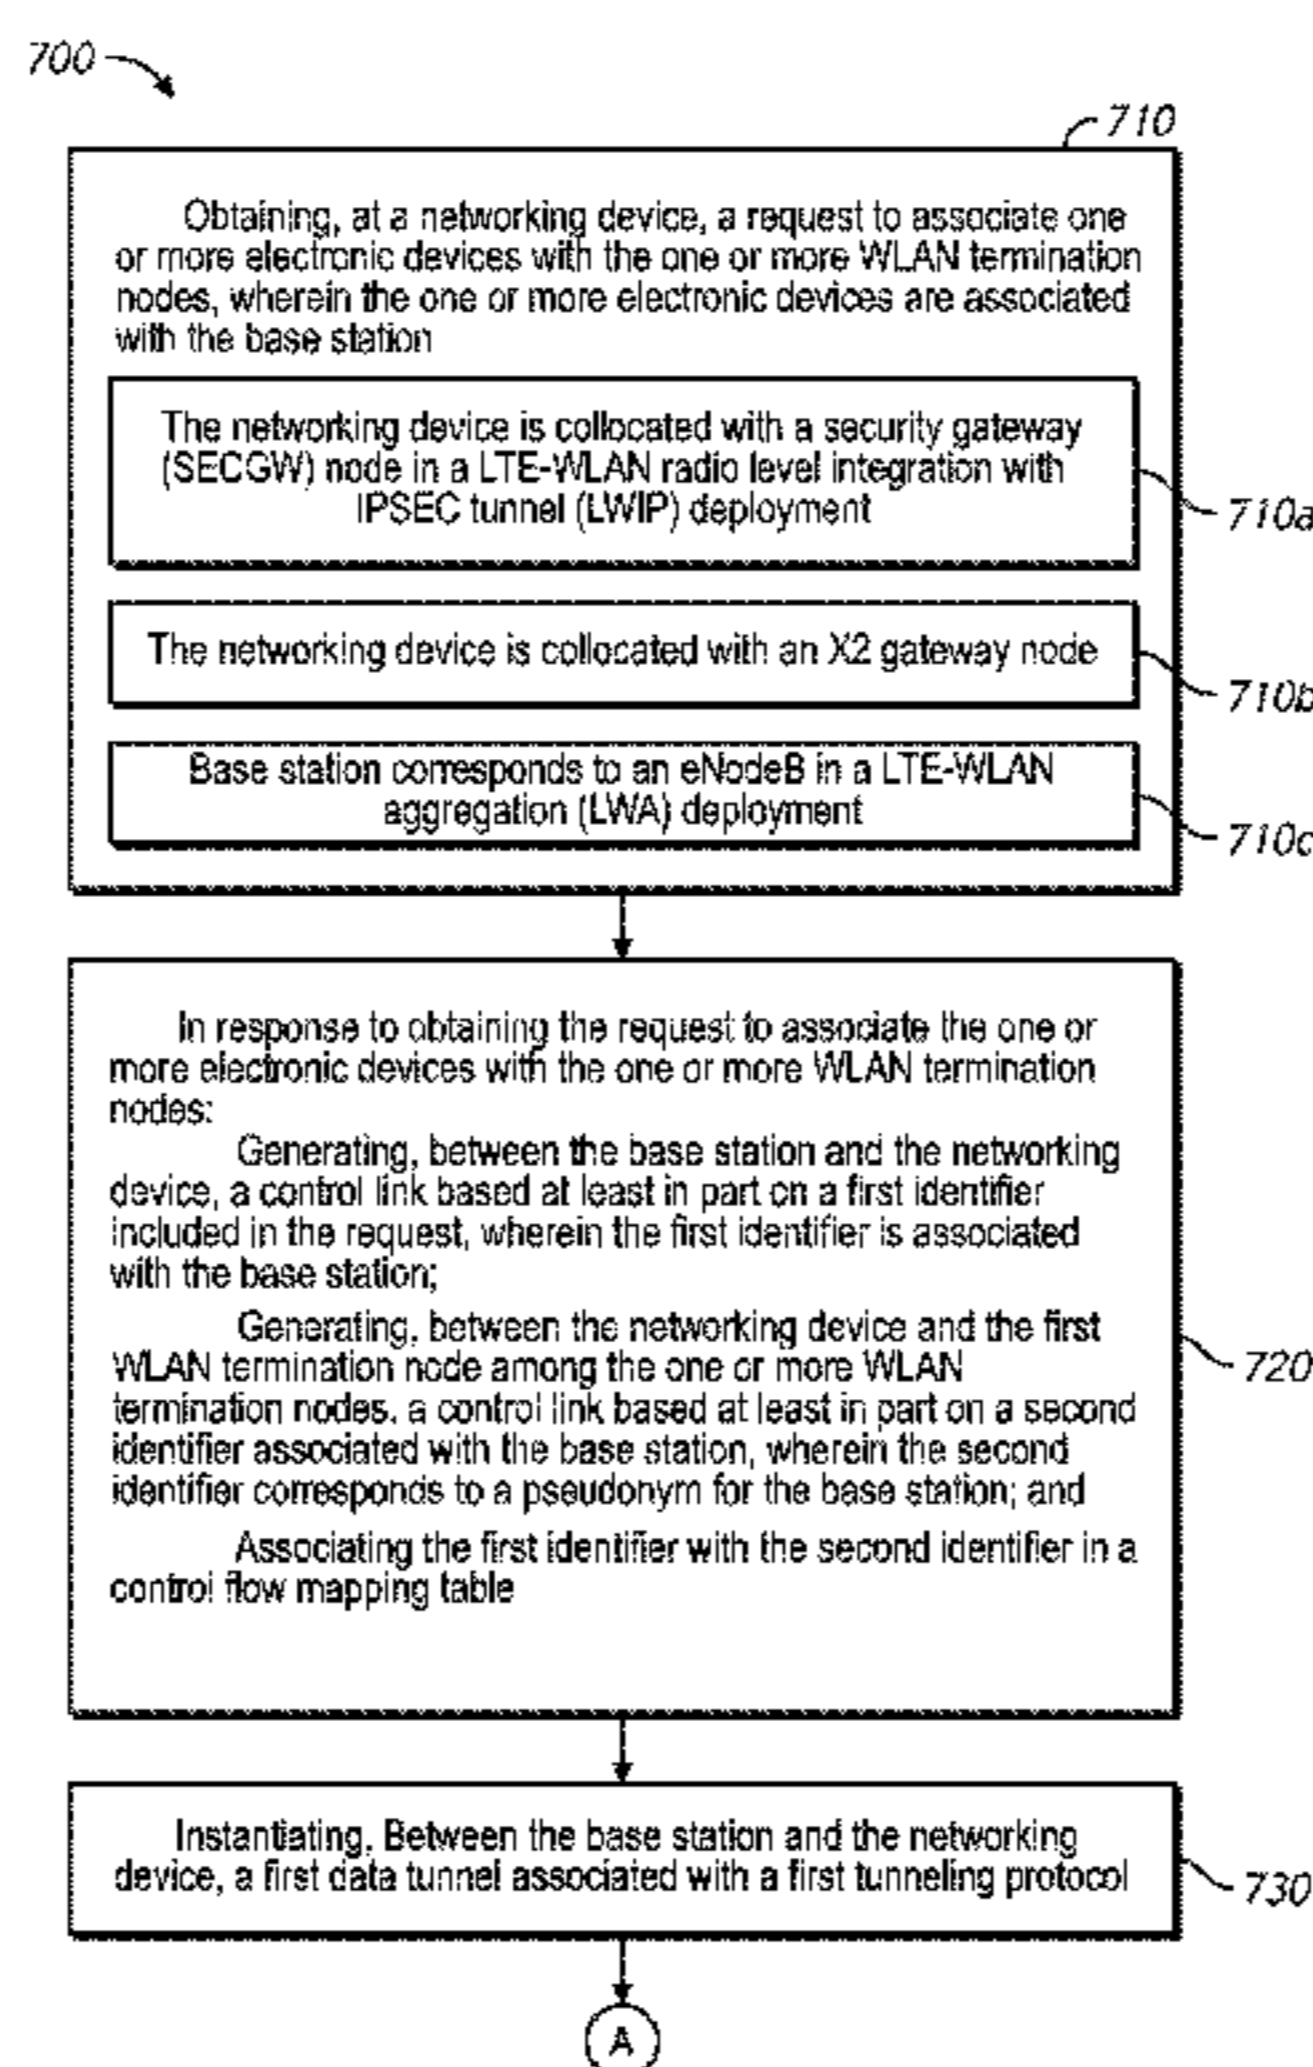 700
710
Obtaining, at a networking device, a request to associate one
or more electronic devices with the one or more WLAN termination
nodes, wherein the one or more electronic devices are associated
with the base station
The networking device is collocated with a security gateway
(SECGW) node in a LTE-WLAN radio level integration with
IPSEC tunnel (LWIP) deployment
710a
The networking device is collocated with an X2 gateway node
710b
Base station corresponds to an eNodeB in a LTE-WLAN
aggregation (LWA) deployment
710c
In response to obtaining the request to associate the one or
more electronic devices with the one or more WLAN termination
nodes:
Generating, between the base station and the networking
device, a control link based at least in part on a first identifier
included in the request, wherein the first identifier is associated
with the base station;
Generating, between the networking device and the first
WLAN termination node among the one or more WLAN
termination nodes, a control link based at least in part on a second
identifier associated with the base station, wherein the second
identifier corresponds to a pseudonym for the base station; and
Associating the first identifier with the second identifier in a
control flow mapping table
720
Instantiating, Between the base station and the networking
device, a first data tunnel associated with a first tunneling protocol
730
A